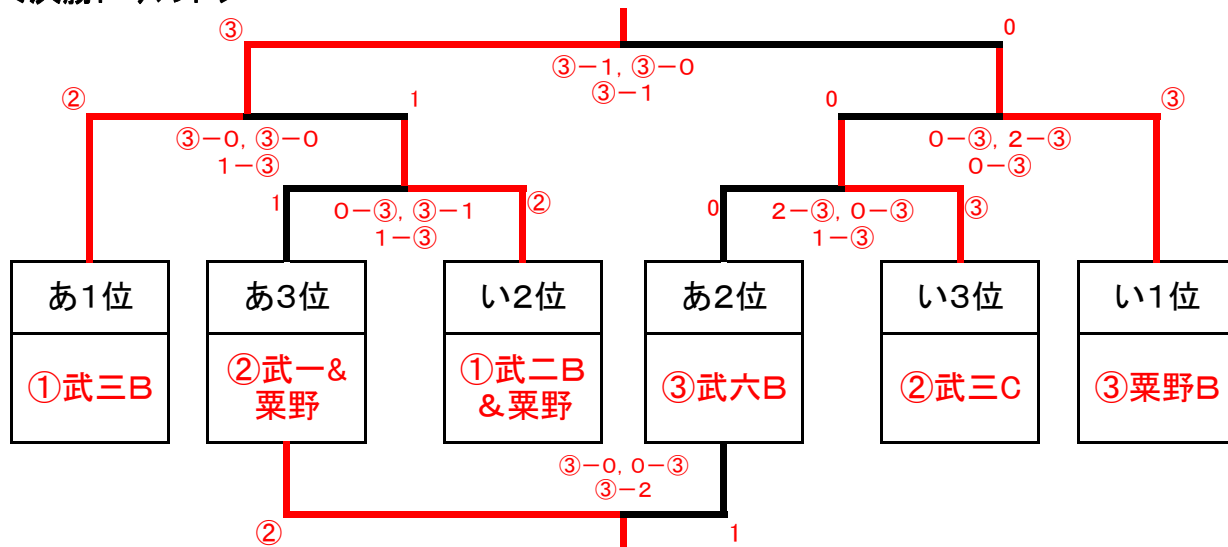 ③
0
③－1, ③－0
③－1
②
1
0
③
③－0, ③－0
1－③
0－③, 2－③
0－③
1
0－③, ③－1
1－③
②
0
2－③, 0－③
1－③
③
あ1位
あ3位
い2位
あ2位
い3位
い1位
①武三B
②武一&
粟野
①武二B
&粟野
③武六B
②武三C
③粟野B
③－0, 0－③
③－2
②
1